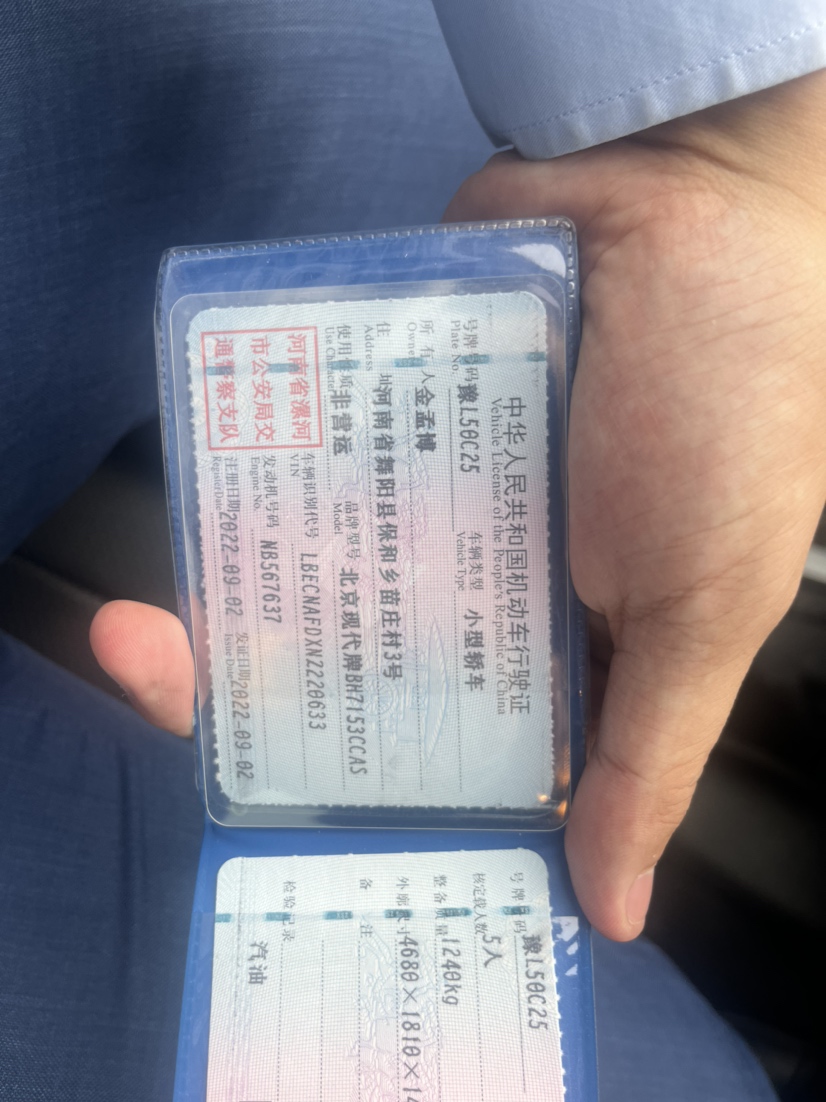 中华人民共和国机动车行驶证
Vehicle License of the People's Republic of China
号牌号码 豫L50C25 车辆类型 小型轿车
Plate No. Vehicle Type
所有人 金孟博
Owner
住址 河南省舞阳县保和乡苗庄村3号
Address
使用性质 非营运 品牌型号 北京现代牌BH7153CCAS
Use Character Model
河南省漯河
市公安局交
通警察支队
车辆识别代号 LBECNAFDXN2220633
VIN
发动机号码 NB567637
Engine No.
注册日期 2022-09-02 发证日期 2022-09-02
Register Date Issue Date
号牌号码 豫L50C25
核定载人数 5人
整备质量 1240kg
外廓尺寸 4680×1810×14
备注
检验记录
汽油